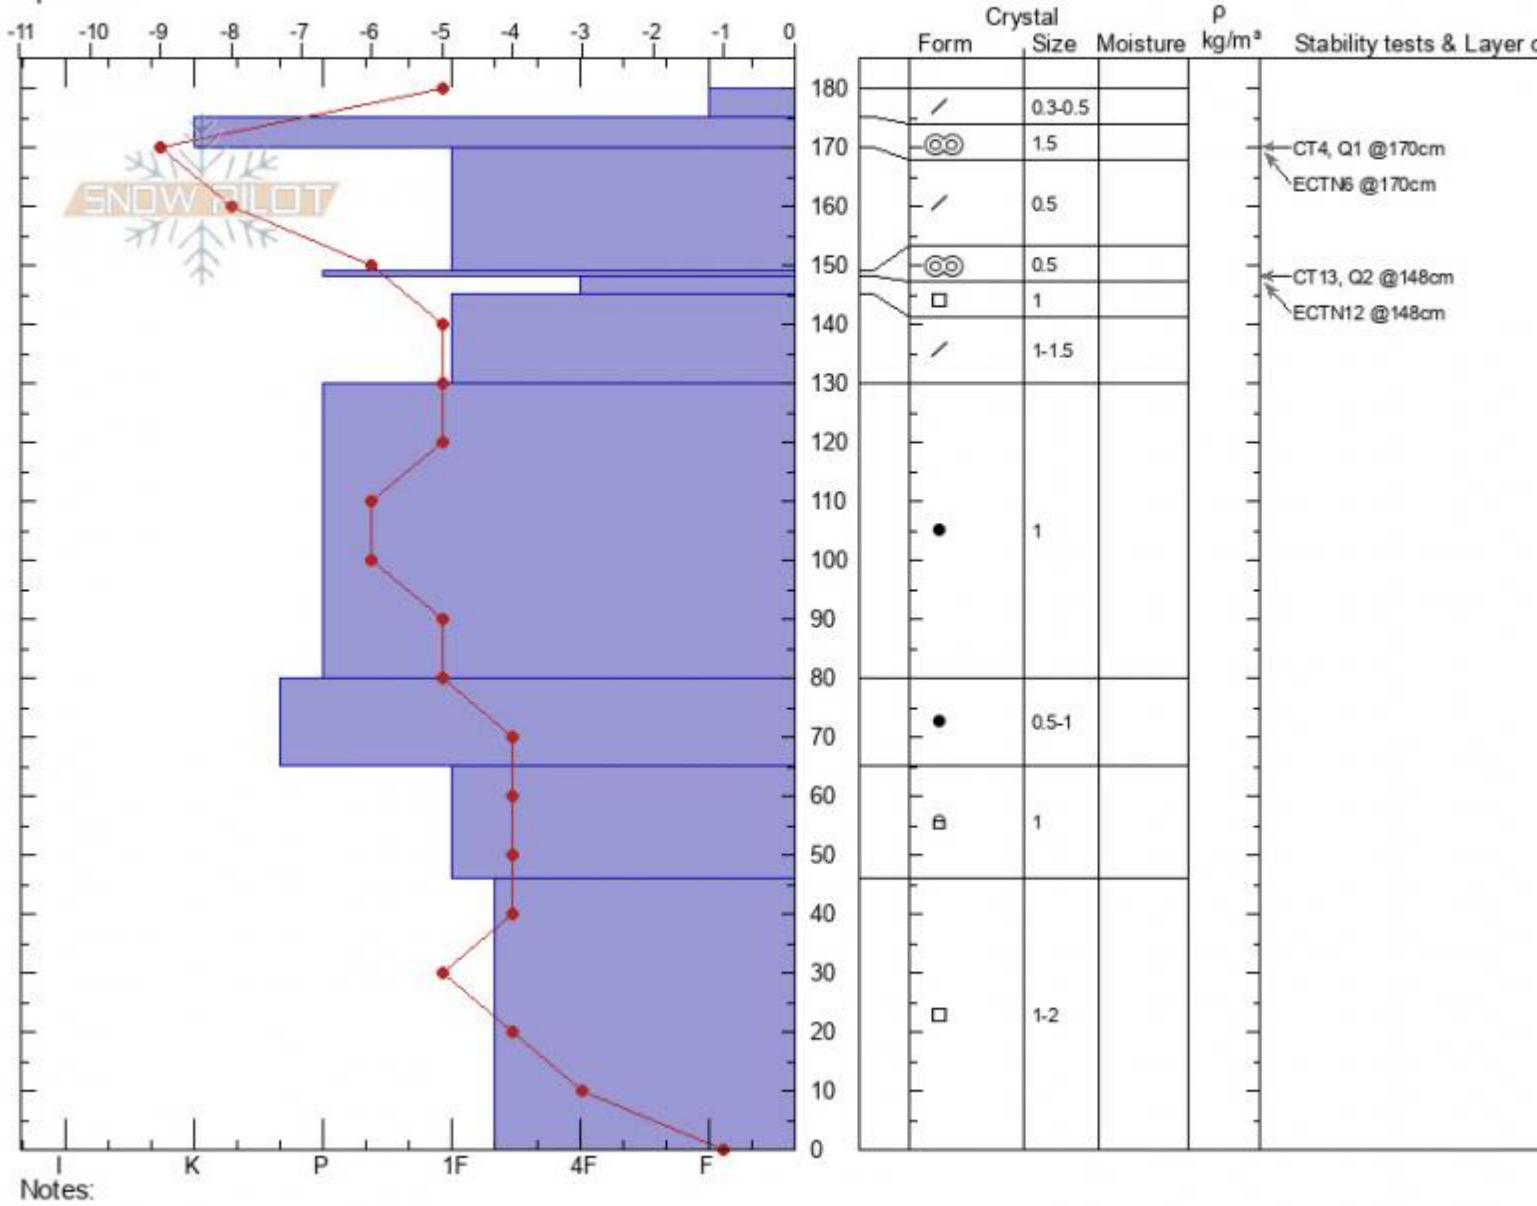 -11 -10 -9 -8 -7 -6 -5 -4 -3 -2 -1 0
Crystal
Form Size Moisture
ρ
kg/m³
Stability tests & Layer
180
170
160
150
140
130
120
110
100
90
80
70
60
50
40
30
20
10
0
SNOW PILOT
0.3-0.5
1.5
0.5
0.5
1
1-1.5
1
0.5-1
1
1-2
CT4, Q1 @170cm
ECTN6 @170cm
CT13, Q2 @148cm
ECTN12 @148cm
I K P 1F 4F F
Notes: